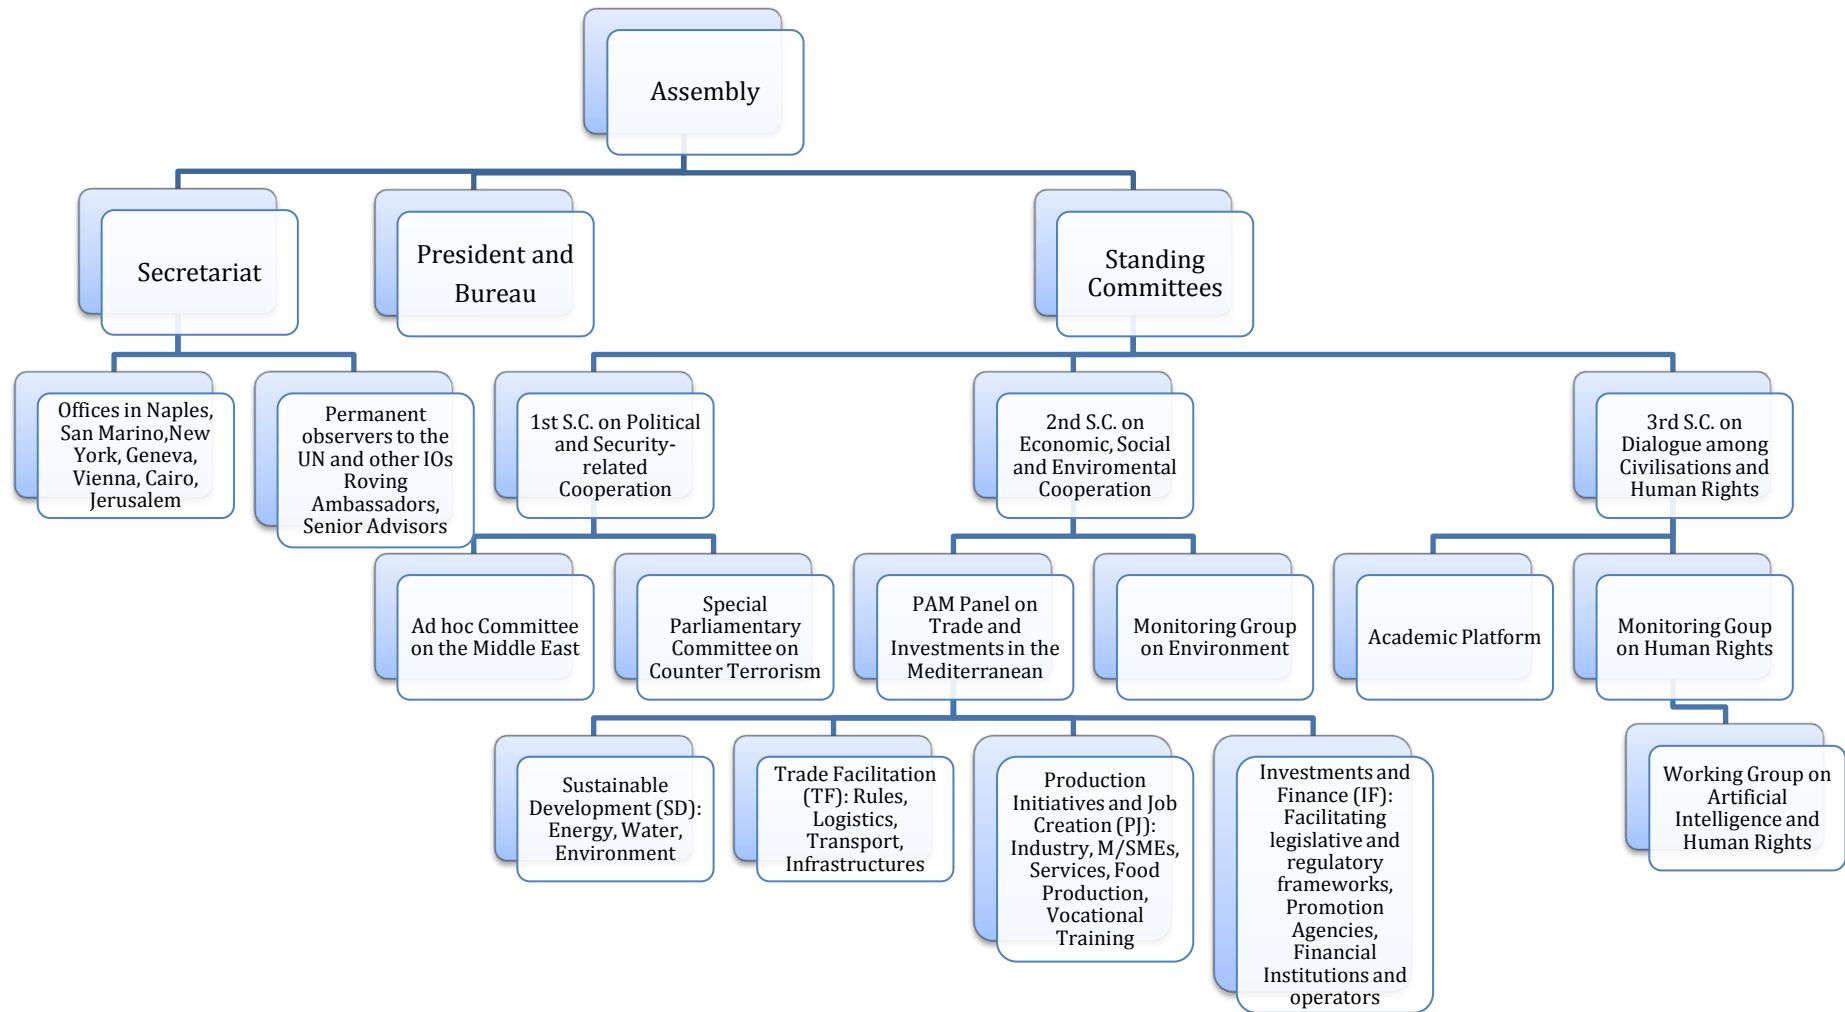 Assembly
Secretariat
President and
Bureau
Standing
Committees
Offices in Naples,
San Marino,New
York, Geneva,
Vienna, Cairo,
Jerusalem
Permanent
observers to the
UN and other IOs
Roving
Ambassadors,
Senior Advisors
1st S.C. on Political
and Security-
related
Cooperation
2nd S.C. on
Economic, Social
and Enviromental
Cooperation
3rd S.C. on
Dialogue among
Civilisations and
Human Rights
Ad hoc Committee
on the Middle East
Special
Parliamentary
Committee on
Counter Terrorism
PAM Panel on
Trade and
Investments in the
Mediterranean
Monitoring Group
on Environment
Academic Platform
Monitoring Goup
on Human Rights
Sustainable
Development (SD):
Energy, Water,
Environment
Trade Facilitation
(TF): Rules,
Logistics,
Transport,
Infrastructures
Production
Initiatives and Job
Creation (PJ):
Industry, M/SMEs,
Services, Food
Production,
Vocational
Training
Investments and
Finance (IF):
Facilitating
legislative and
regulatory
frameworks,
Promotion
Agencies,
Financial
Institutions and
operators
Working Group on
Artificial
Intelligence and
Human Rights